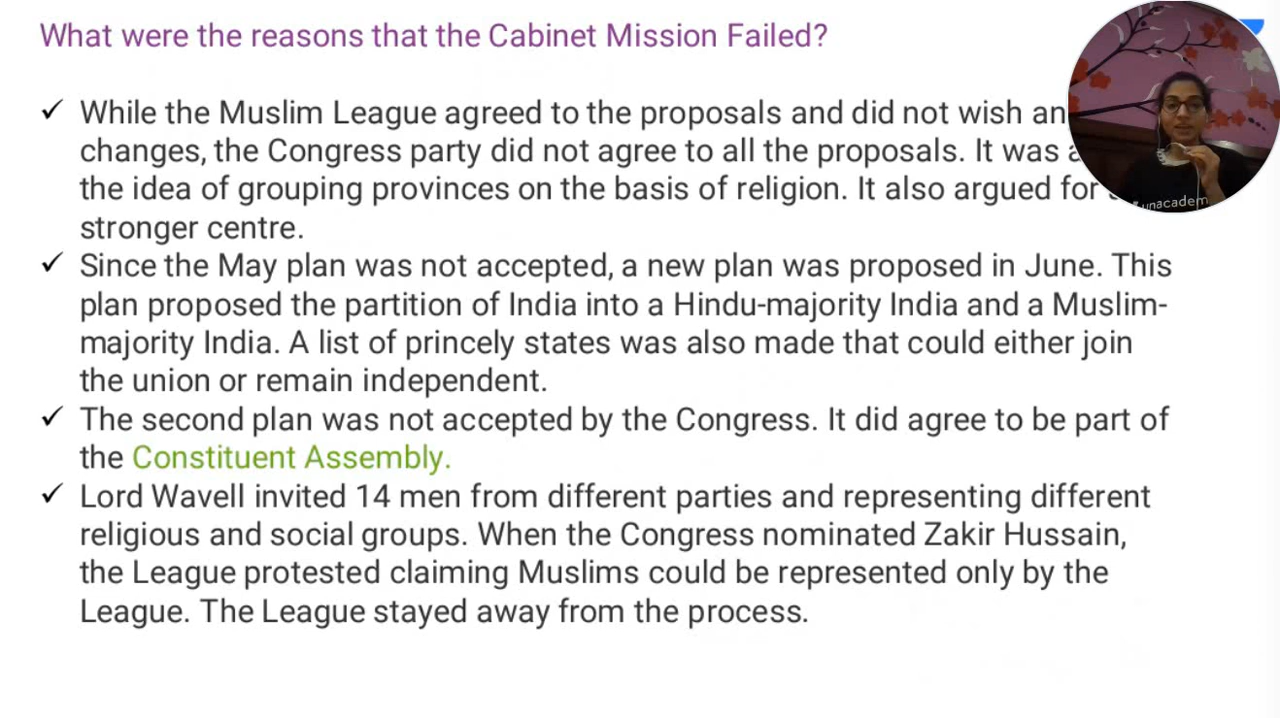 What were the reasons that the Cabinet Mission Failed?
✓ While the Muslim League agreed to the proposals and did not wish
changes, the Congress party did not agree to all the proposals. It was
the idea of grouping provinces on the basis of religion. It also argued for
stronger centre.
✓ Since the May plan was not accepted, a new plan was proposed in June. This
plan proposed the partition of India into a Hindu-majority India and a Muslim-
majority India. A list of princely states was also made that could either join
the union or remain independent.
✓ The second plan was not accepted by the Congress. It did agree to be part of
the Constituent Assembly.
✓ Lord Wavell invited 14 men from different parties and representing different
religious and social groups. When the Congress nominated Zakir Hussain,
the League protested claiming Muslims could be represented only by the
League. The League stayed away from the process.
unacadem